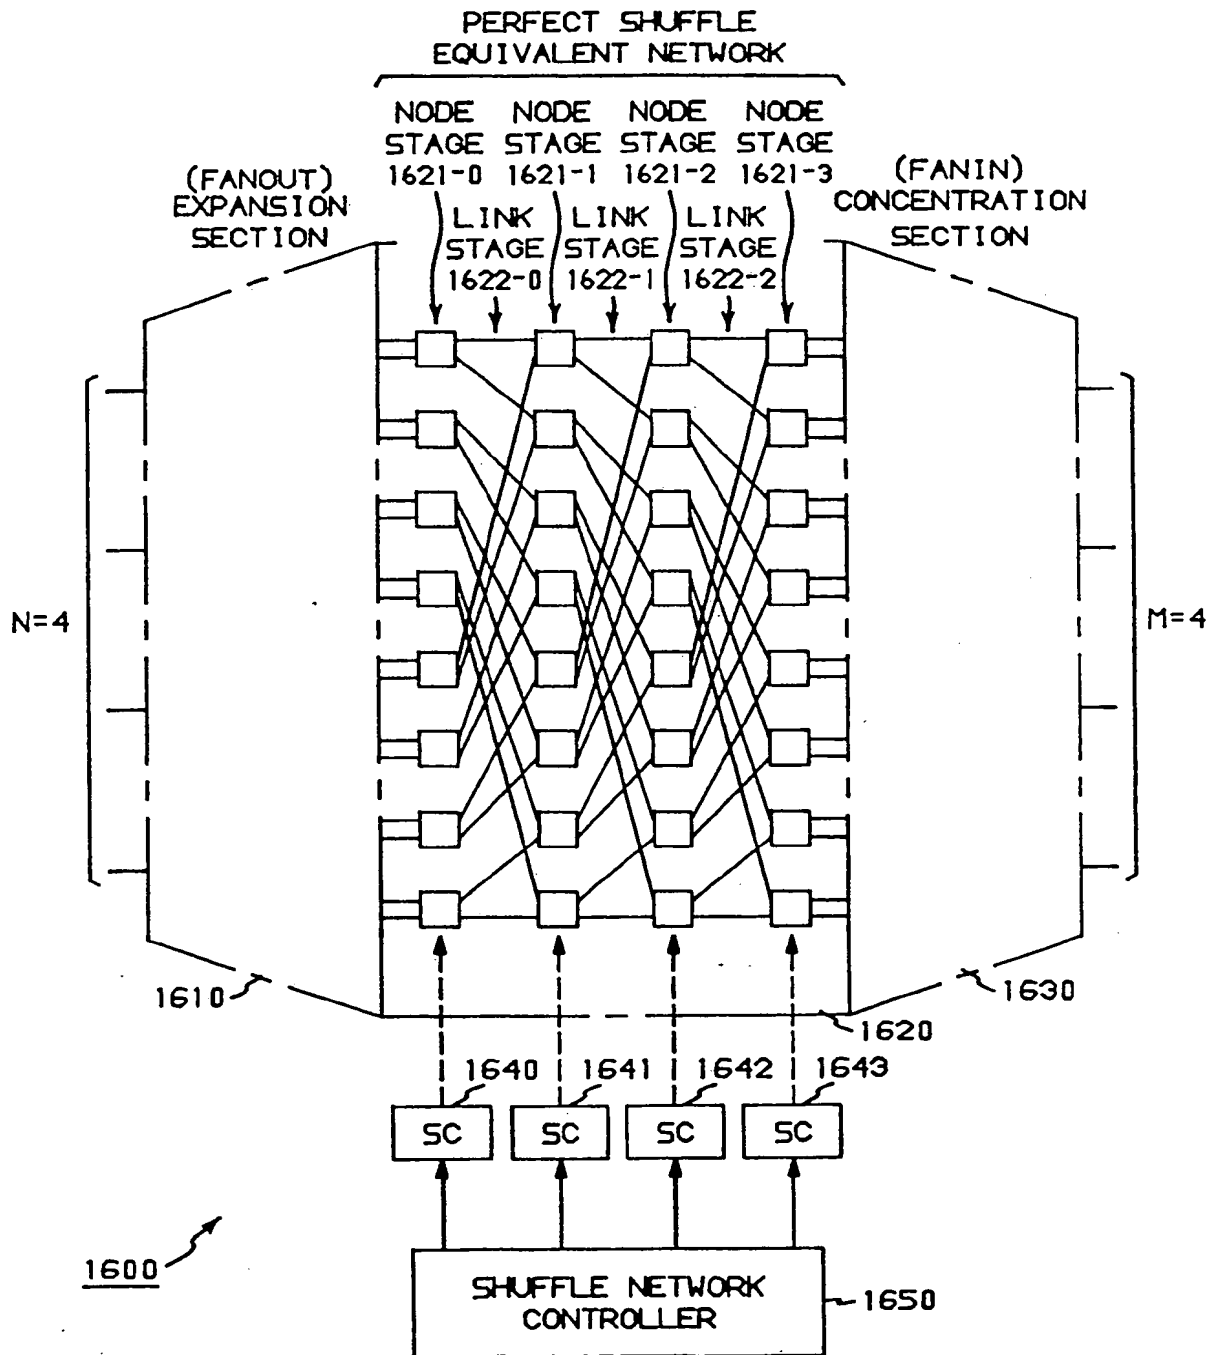 PERFECT SHUFFLE
EQUIVALENT NETWORK
NODE
STAGE
1621-0
NODE
STAGE
1621-1
NODE
STAGE
1621-2
NODE
STAGE
1621-3
(FANOUT)
EXPANSION
SECTION
LINK
STAGE
1622-0
LINK
STAGE
1622-1
LINK
STAGE
1622-2
(FANIN)
CONCENTRATION
SECTION
N=4
M=4
1610
1630
1620
1640
1641
1642
1643
SC
SC
SC
SC
1600
SHUFFLE NETWORK
CONTROLLER
1650